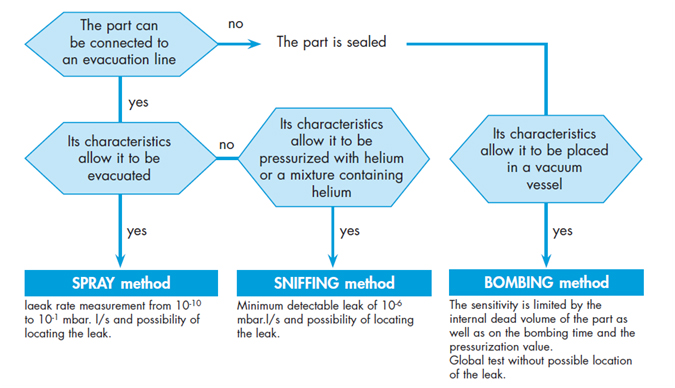 The part can
be connected to
an evacuation line
no
The part is sealed
yes
Its characteristics
allow it to be
evacuated
no
Its characteristics
allow it to be
pressurized with helium
or a mixture containing
helium
Its characteristics
allow it to be placed
in a vacuum
vessel
yes
yes
yes
SPRAY method
laeak rate measurement from 10-10
to 10-1 mbar. l/s and possibility of
locating the leak.
SNIFFING method
Minimum detectable leak of 10-6
mbar.l/s and possibility of locating
the leak.
BOMBING method
The sensitivity is limited by the
internal dead volume of the part as
well as on the bombing time and the
pressurization value.
Global test without possible location
of the leak.